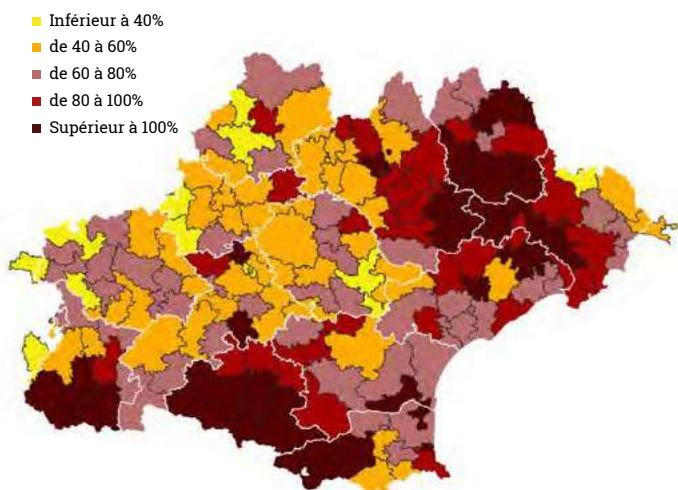 Inférieur à 40%
de 40 à 60%
de 60 à 80%
de 80 à 100%
Supérieur à 100%